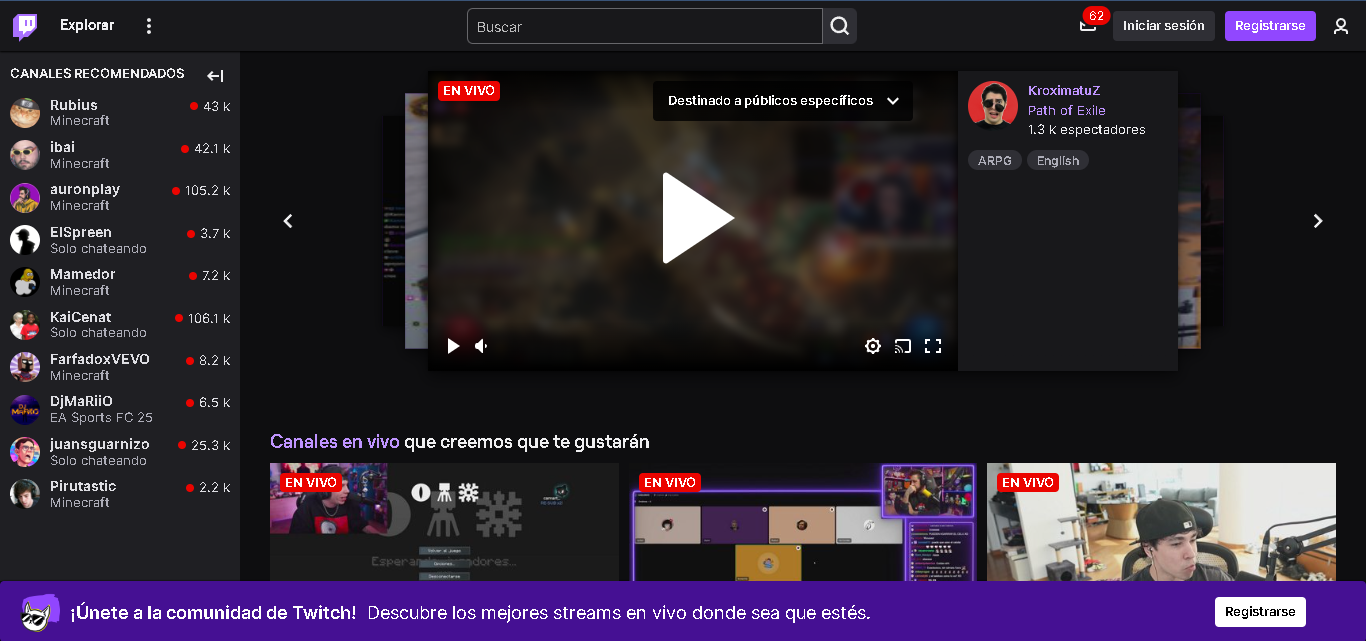 Explorar
Buscar
62
Iniciar sesión
Registrarse
CANALES RECOMENDADOS
Rubius
43 k
Minecraft
ibai
42.1 k
Minecraft
auronplay
105.2 k
Minecraft
ElSpreen
3.7 k
Solo chateando
Mamedor
7.2 k
Minecraft
KaiCenat
106.1 k
Solo chateando
FarfadoxVEVO
8.2 k
Minecraft
DjMaRiiO
6.5 k
EA Sports FC 25
juansguarnizo
25.3 k
Solo chateando
Pirutastic
2.2 k
Minecraft
EN VIVO
Destinado a públicos específicos
KroximatuZ
Path of Exile
1.3 k espectadores
ARPG
English
Canales en vivo que creemos que te gustarán
EN VIVO
EN VIVO
EN VIVO
¡Únete a la comunidad de Twitch! Descubre los mejores streams en vivo donde sea que estés.
Registrarse